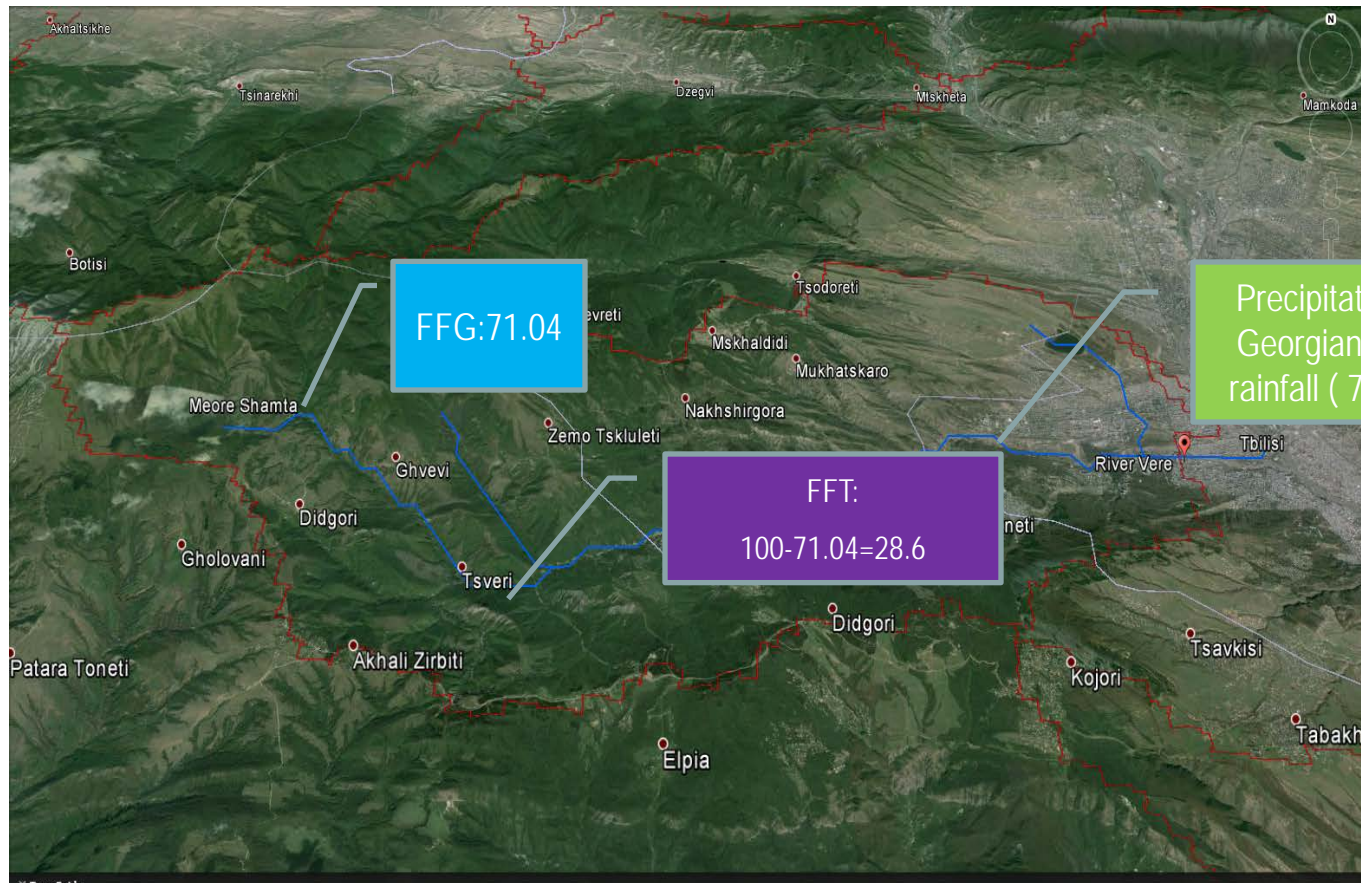 Akhaltsikhe
N
Tsinarekhi
Dzegvi
Mtskheta
Mamkoda
Botisi
Tsodoreti
Precipitat
Georgian
rainfall ( 7
FFG:71.04
evreti
Mskhaldidi
Mukhatskaro
Meore Shamta
Nakhshirgora
Zemo Tskluleti
Tbilisi
Ghvevi
River Vere
FFT:
100-71.04=28.6
neti
Didgori
Gholovani
Tsveri
Didgori
Tsavkisi
Akhali Zirbiti
Patara Toneti
Kojori
Tabakh
Elpia